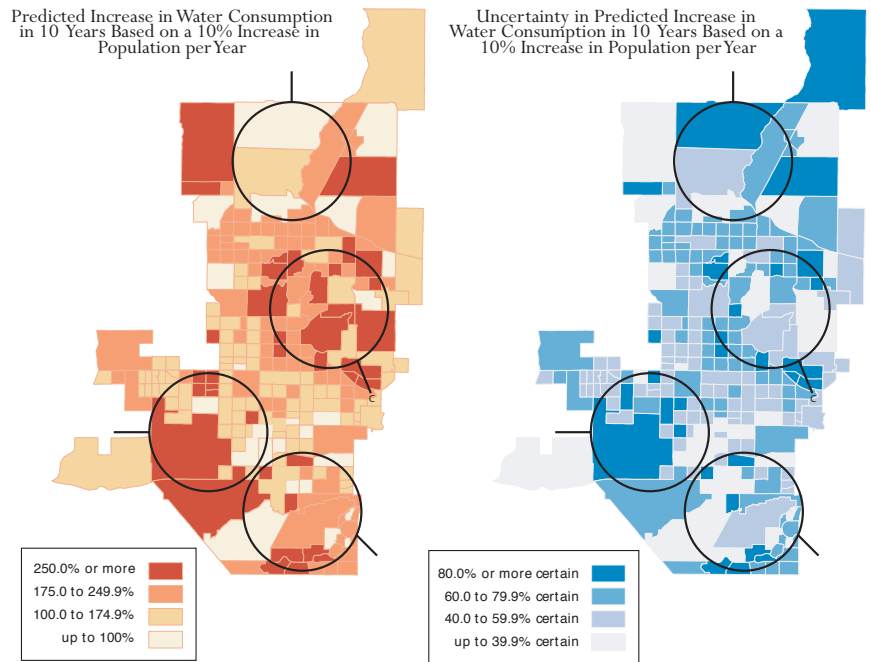 Predicted Increase in Water Consumption
in 10 Years Based on a 10% Increase in
Population per Year
Uncertainty in Predicted Increase in
Water Consumption in 10 Years Based on a
10% Increase in Population per Year
C
C
250.0% or more
175.0 to 249.9%
100.0 to 174.9%
up to 100%
80.0% or more certain
60.0 to 79.9% certain
40.0 to 59.9% certain
up to 39.9% certain